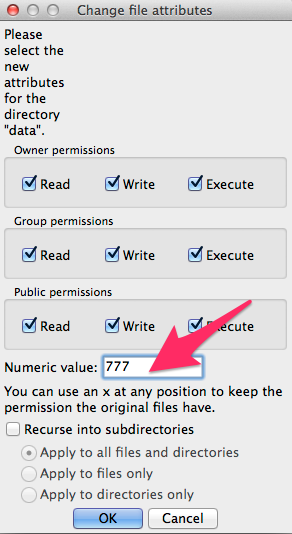 Change file attributes
Please
select the
new
attributes
for the
directory
"data".
Owner permissions
Read Write Execute
Group permissions
Read Write Execute
Public permissions
Read Write Execute
Numeric value: 777
You can use an x at any position to keep the
permission the original files have.
Recurse into subdirectories
Apply to all files and directories
Apply to files only
Apply to directories only
OK Cancel